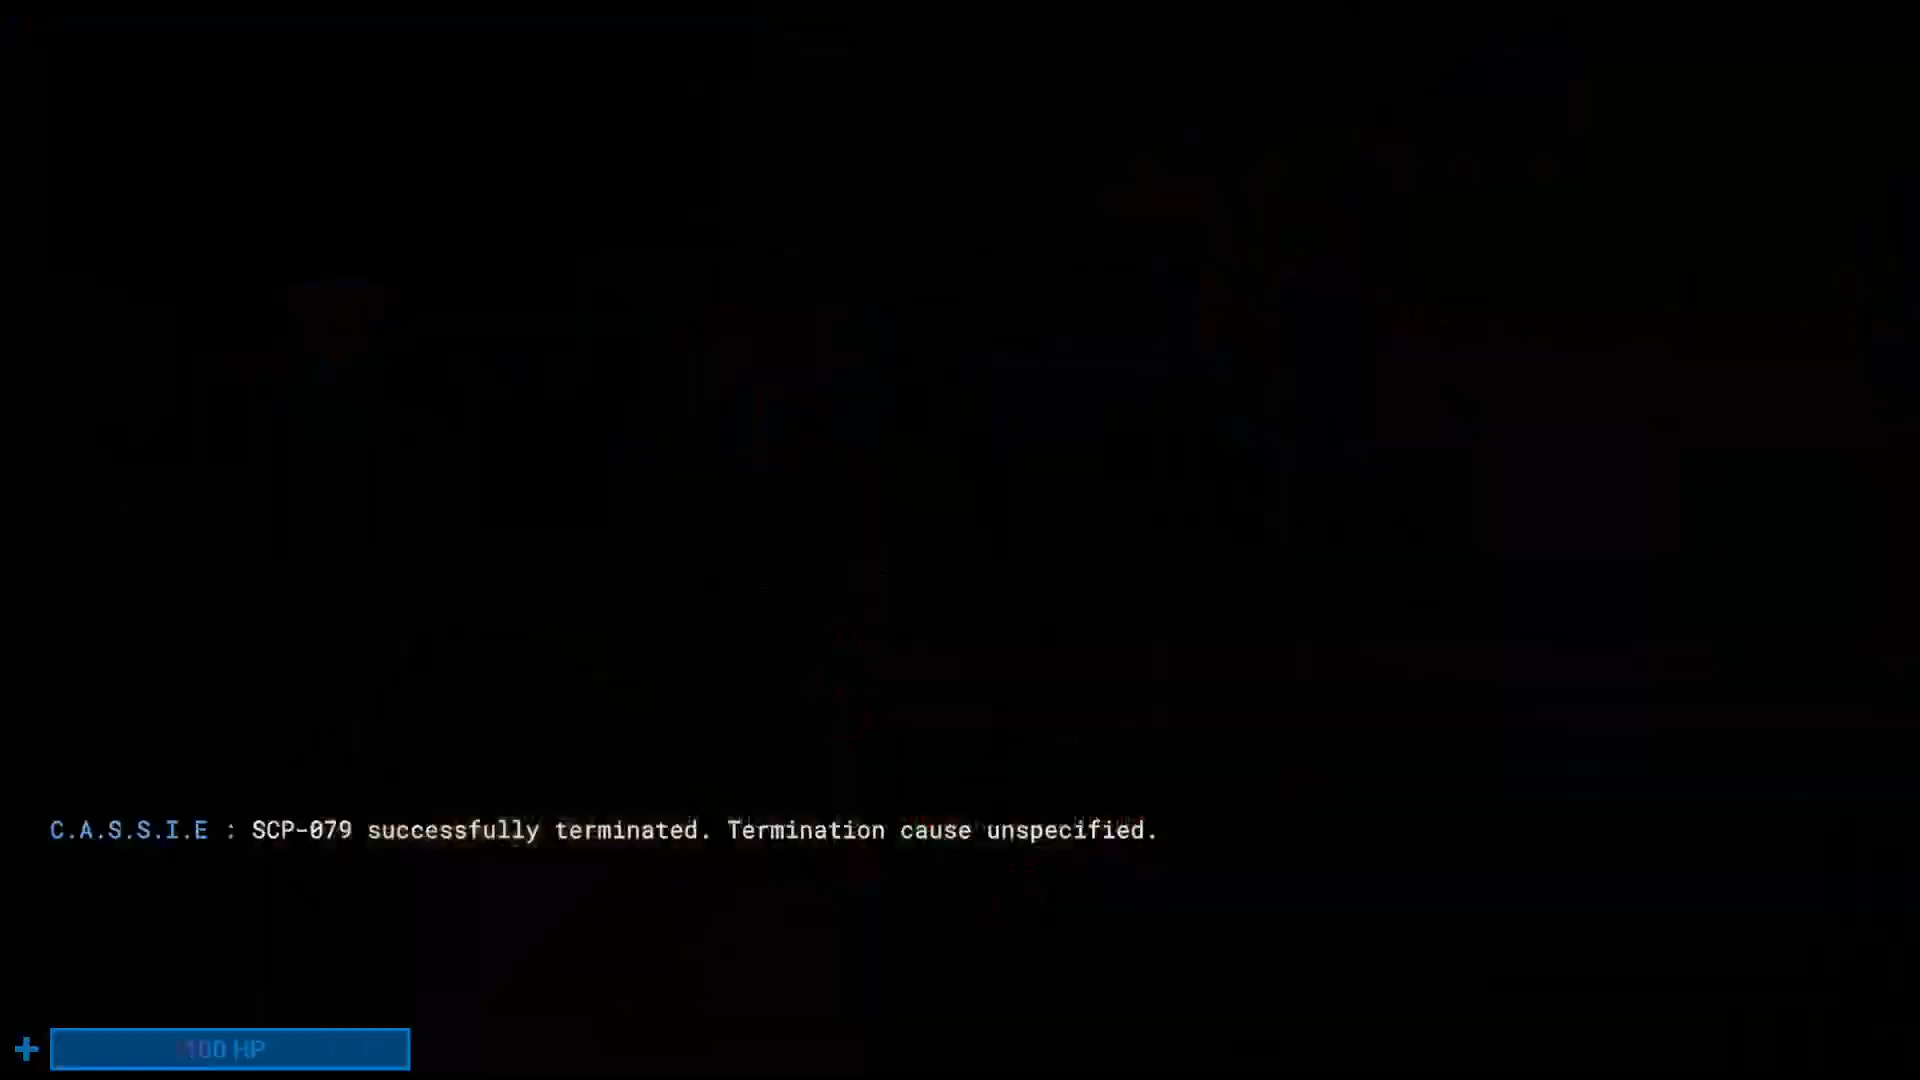 C.A.S.S.I.E : SCP-079 successfully terminated. Termination cause unspecified.
100 HP